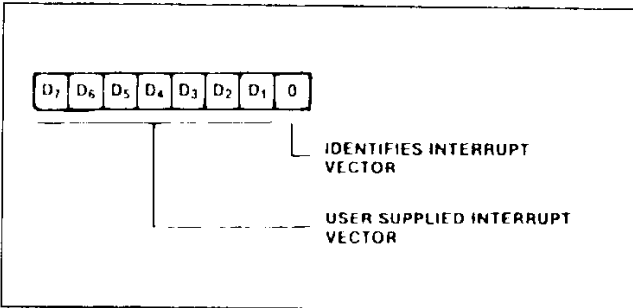 D₇ D₆ D₅ D₄ D₃ D₂ D₁ 0
IDENTIFIES INTERRUPT
VECTOR
USER SUPPLIED INTERRUPT
VECTOR